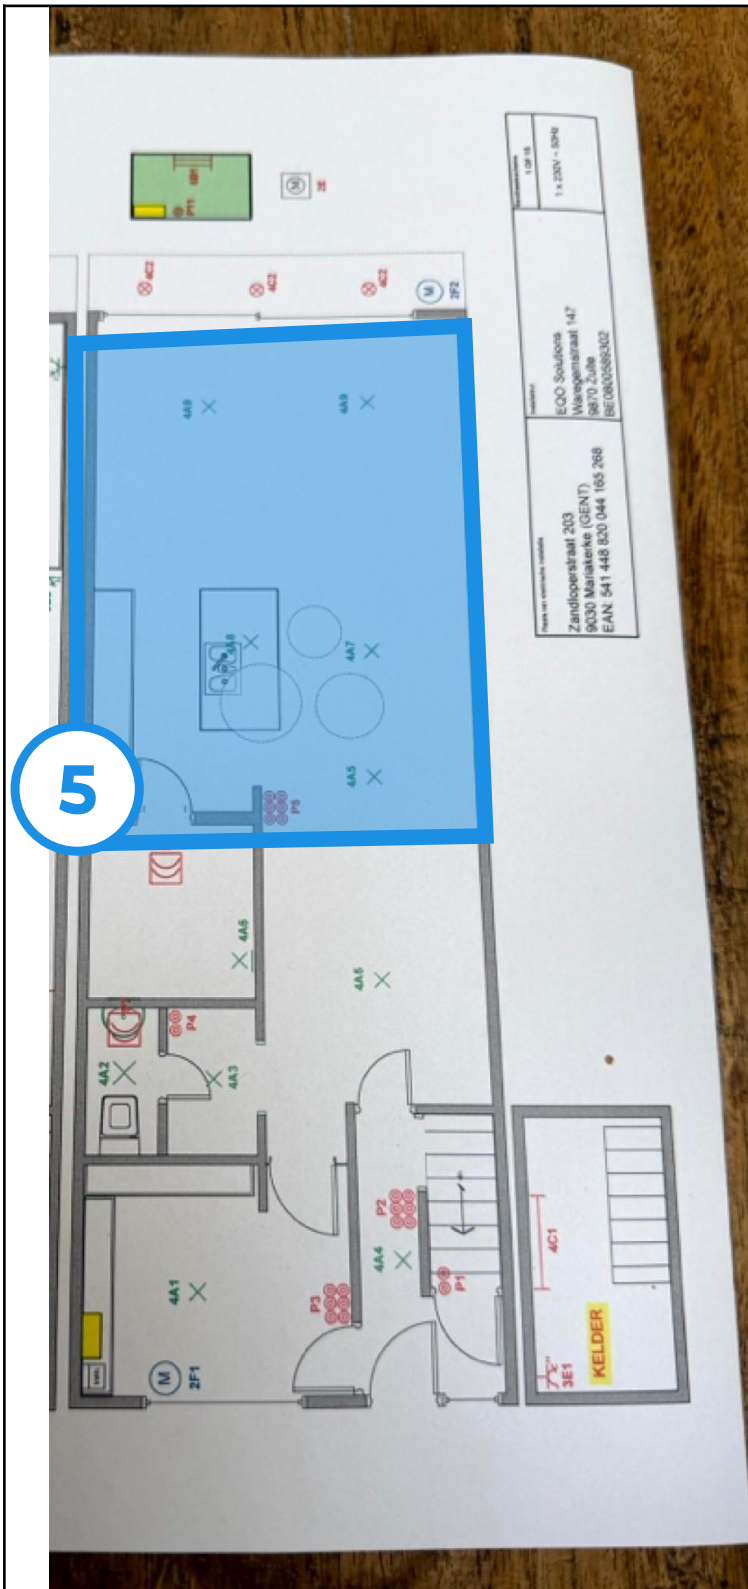 P11
2E
4C2
4C2
4C2
M
2F2
1 x 230V ~ 50Hz
EQO Solutions
Waregemstraat 147
9870 Zulte
BE0800589302
Zandloperstraat 203
9030 Mariakerke (GENT)
EAN: 541 448 820 044 165 268
4A9
4A9
4A8
4A7
4A5
P5
5
4A6
4A5
P4
4A2
4A3
P2
4A4
P1
4A1
P3
M
2F1
4C1
3E1
KELDER